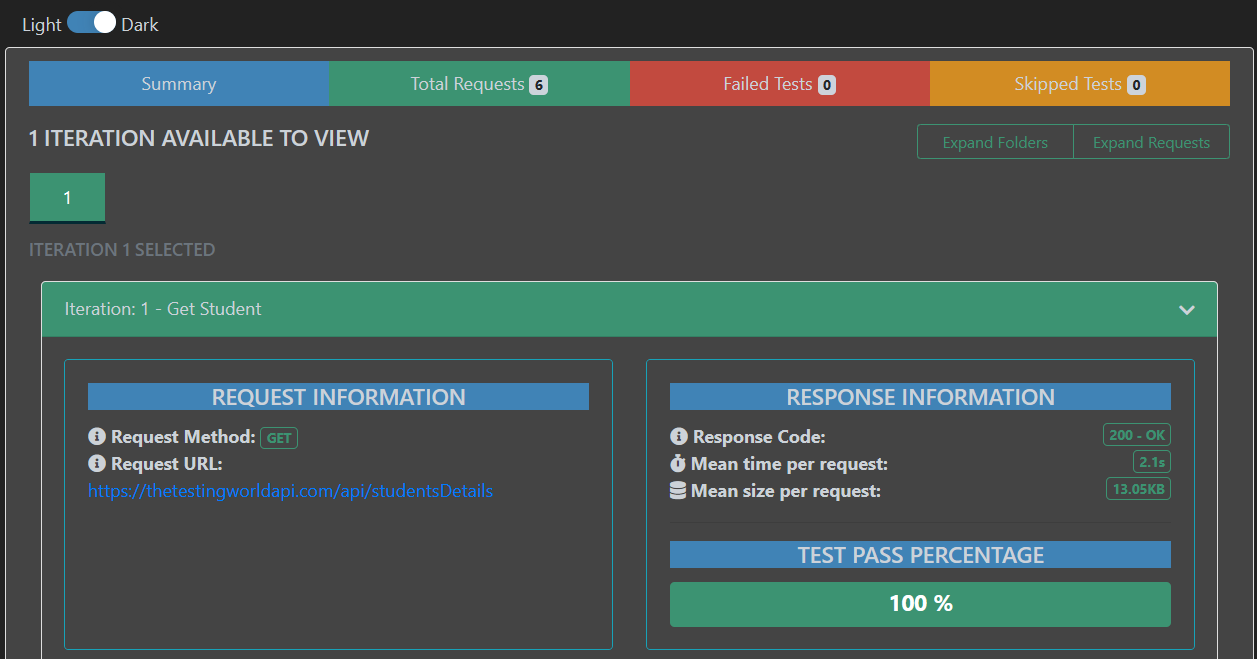 Light Dark
Summary Total Requests 6 Failed Tests 0 Skipped Tests 0
1 ITERATION AVAILABLE TO VIEW
Expand Folders Expand Requests
1
ITERATION 1 SELECTED
Iteration: 1 - Get Student
REQUEST INFORMATION
Request Method: GET
Request URL:
https://thetestingworldapi.com/api/studentsDetails
RESPONSE INFORMATION
Response Code: 200 - OK
Mean time per request: 2.1s
Mean size per request: 13.05KB
TEST PASS PERCENTAGE
100 %